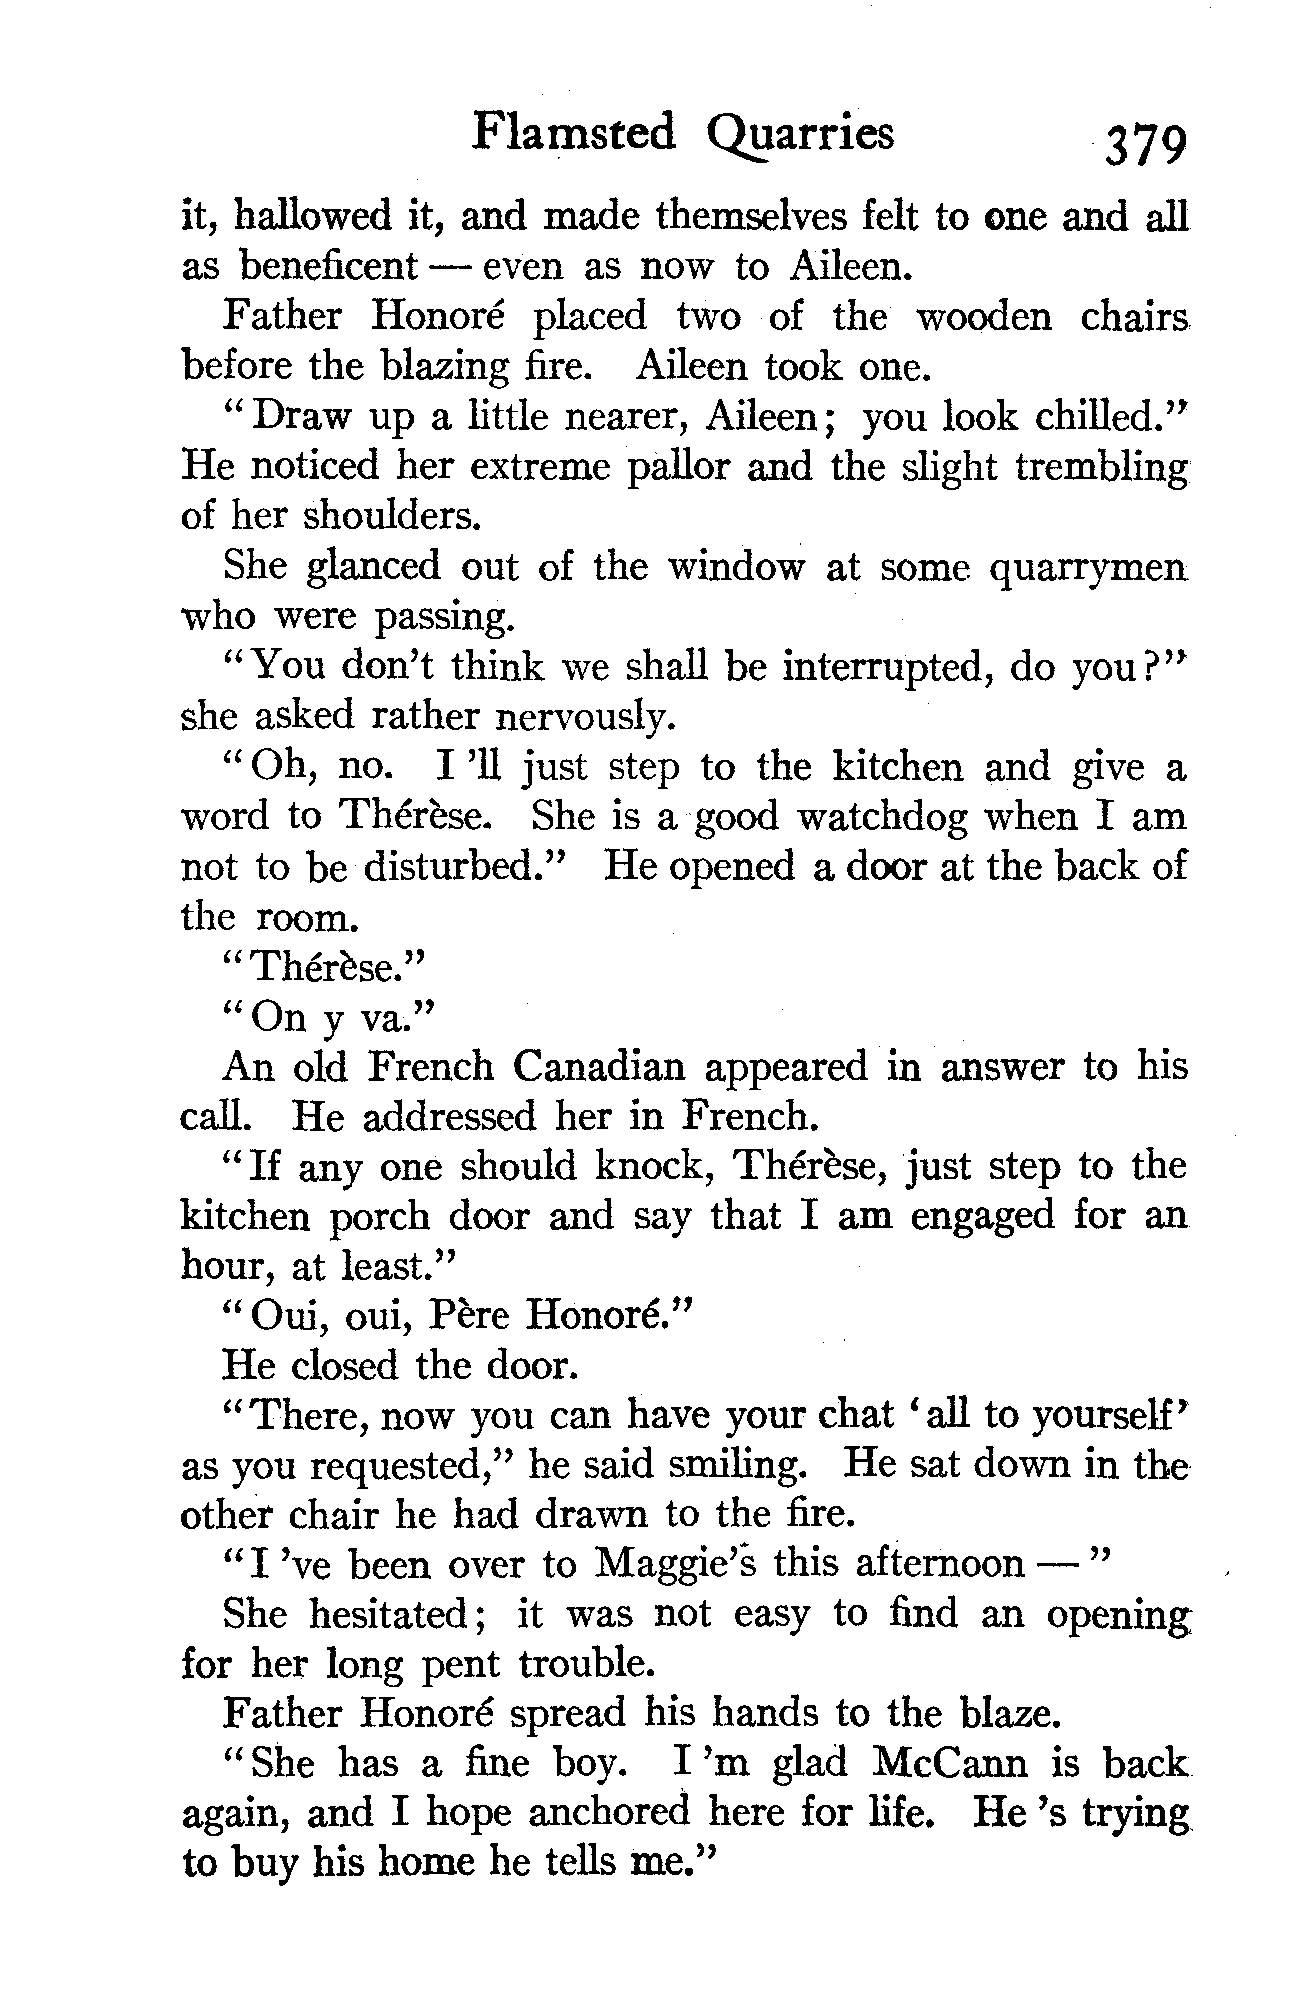 Flamsted Quarries 379
it, hallowed it, and made themselves felt to one and all
as beneficent — even as now to Aileen.
Father Honoré placed two of the wooden chairs
before the blazing fire. Aileen took one.
"Draw up a little nearer, Aileen; you look chilled."
He noticed her extreme pallor and the slight trembling
of her shoulders.
She glanced out of the window at some quarrymen
who were passing.
"You don't think we shall be interrupted, do you?"
she asked rather nervously.
"Oh, no. I 'll just step to the kitchen and give a
word to Thérèse. She is a good watchdog when I am
not to be disturbed." He opened a door at the back of
the room.
"Thérèse."
"On y va."
An old French Canadian appeared in answer to his
call. He addressed her in French.
"If any one should knock, Thérèse, just step to the
kitchen porch door and say that I am engaged for an
hour, at least."
"Oui, oui, Père Honoré."
He closed the door.
"There, now you can have your chat 'all to yourself'
as you requested," he said smiling. He sat down in the
other chair he had drawn to the fire.
"I 've been over to Maggie's this afternoon — "
She hesitated; it was not easy to find an opening
for her long pent trouble.
Father Honoré spread his hands to the blaze.
"She has a fine boy. I 'm glad McCann is back
again, and I hope anchored here for life. He 's trying
to buy his home he tells me."